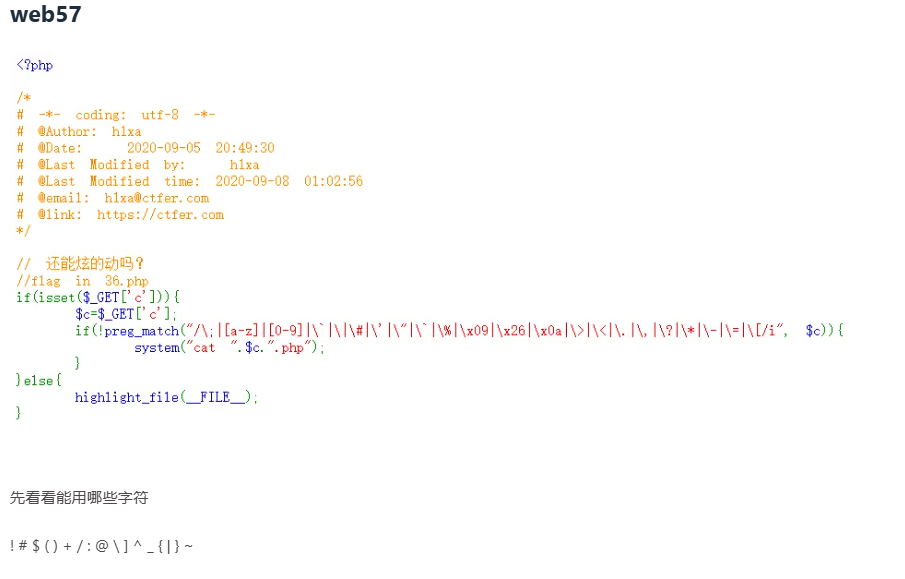 web57
<?php
/*
# -*- coding: utf-8 -*-
# @Author: h1xa
# @Date: 2020-09-05 20:49:30
# @Last Modified by: h1xa
# @Last Modified time: 2020-09-08 01:02:56
# @email: h1xa@ctfer.com
# @link: https://ctfer.com
*/
// 还能炫的动吗？
//flag in 36.php
if(isset($_GET['c'])){
$c=$_GET['c'];
if(!preg_match("/\;|[a-z]|[0-9]|\`|\|\#|\'|\"|\`|\%|\x09|\x26|\x0a|\>|\<|\.|\,|\?|\*|\-|\=|\[/i", $c)){
system("cat ".$c.".php");
}
}else{
highlight_file(__FILE__);
}
先看看能用哪些字符
! # $ ( ) + / : @ \ ] ^ _ { | } ~